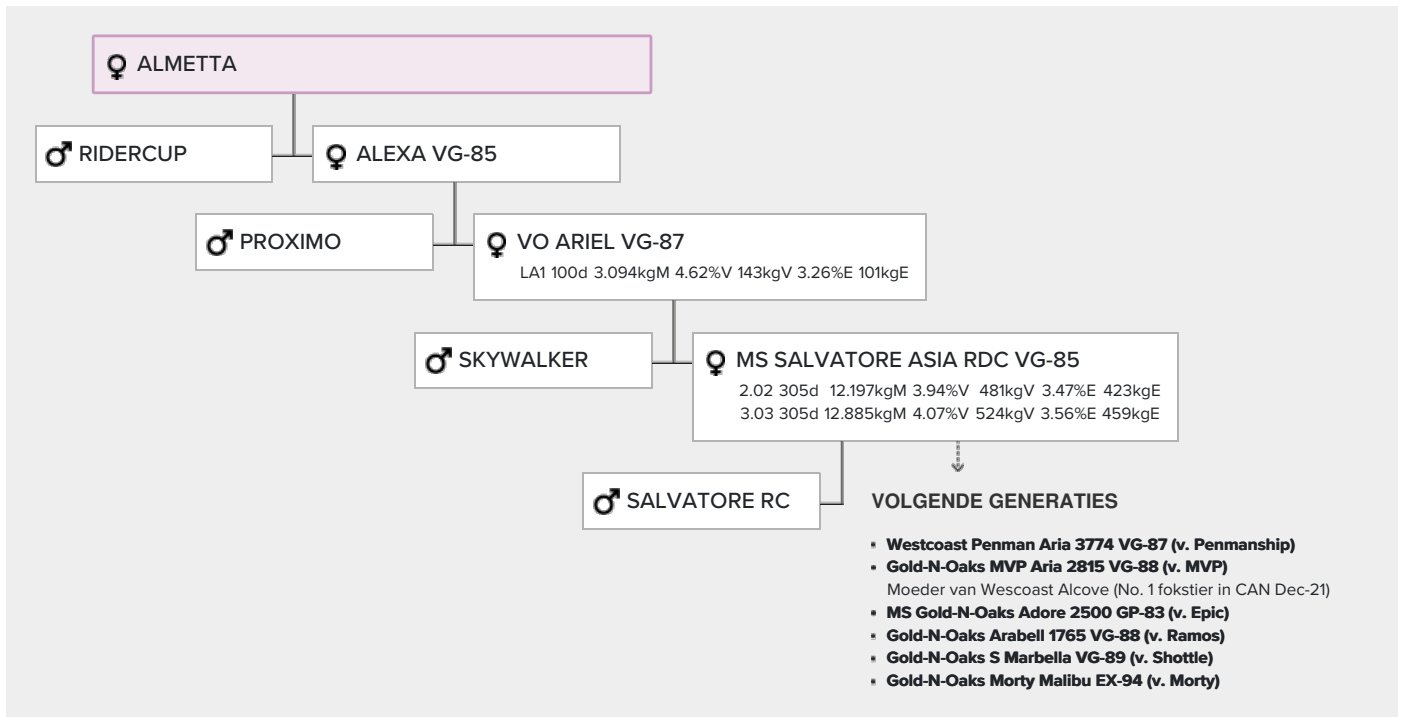 ALMETTA
RIDERCUP
ALEXA VG-85
PROXIMO
VO ARIEL VG-87
LA1 100d 3.094kgM 4.62%V 143kgV 3.26%E 101kgE
SKYWALKER
MS SALVATORE ASIA RDC VG-85
2.02 305d 12.197kgM 3.94%V 481kgV 3.47%E 423kgE
3.03 305d 12.885kgM 4.07%V 524kgV 3.56%E 459kgE
SALVATORE RC
VOLGENDE GENERATIES
Westcoast Penman Aria 3774 VG-87 (v. Penmanship)
Gold-N-Oaks MVP Aria 2815 VG-88 (v. MVP)
Moeder van Wescoast Alcove (No. 1 fokstier in CAN Dec-21)
MS Gold-N-Oaks Adore 2500 GP-83 (v. Epic)
Gold-N-Oaks Arabell 1765 VG-88 (v. Ramos)
Gold-N-Oaks S Marbella VG-89 (v. Shottle)
Gold-N-Oaks Morty Malibu EX-94 (v. Morty)